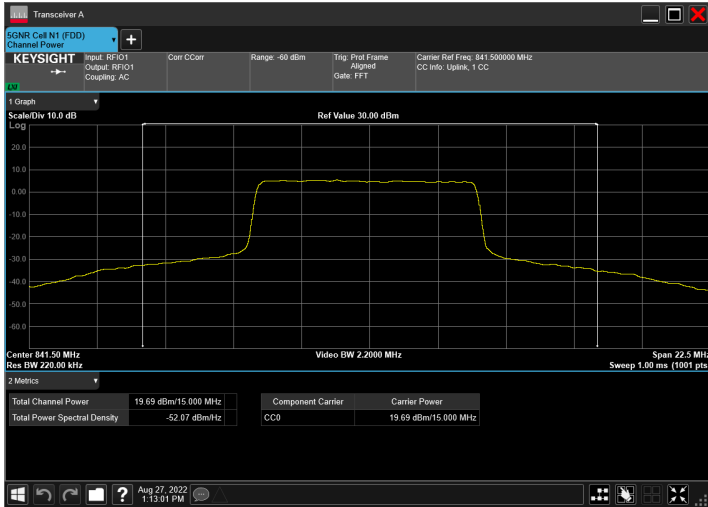 Transceiver A
5GNR Cell N1 (FDD)
Channel Power
KEYSIGHT
Input: RFIO1
Output: RFIO1
Coupling: AC
Corr CCorr
Range: -60 dBm
Trig: Prot Frame
Aligned
Gate: FFT
Carrier Ref Freq: 841.500000 MHz
CC Info: Uplink, 1 CC
LXI
1 Graph
Scale/Div 10.0 dB
Ref Value 30.00 dBm
Log
20.0
10.0
0.00
-10.0
-20.0
-30.0
-40.0
-50.0
-60.0
Center 841.50 MHz
Video BW 2.2000 MHz
Span 22.5 MHz
Res BW 220.00 kHz
Sweep 1.00 ms (1001 pts
2 Metrics
Total Channel Power 19.69 dBm/15.000 MHz
Total Power Spectral Density -52.07 dBm/Hz
Component Carrier Carrier Power
CC0 19.69 dBm/15.000 MHz
Aug 27, 2022
1:13:01 PM